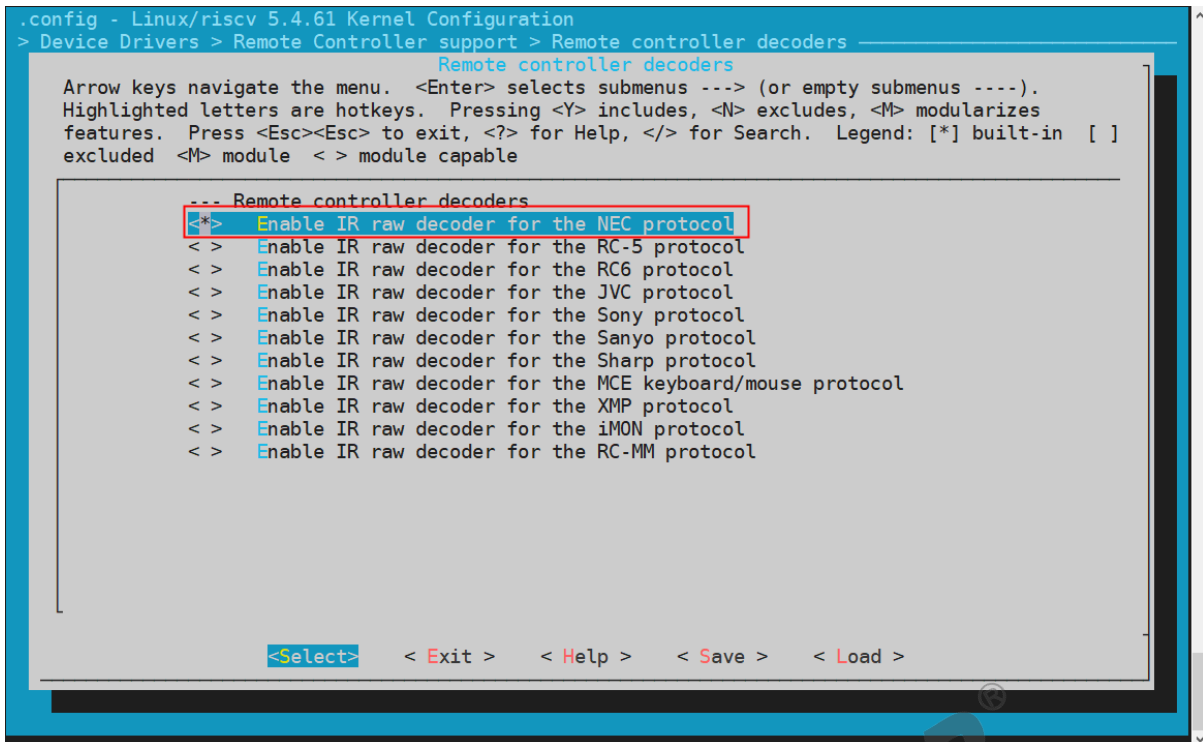 .config - Linux/riscv 5.4.61 Kernel Configuration
> Device Drivers > Remote Controller support > Remote controller decoders
Remote controller decoders
Arrow keys navigate the menu.  <Enter> selects submenus ---> (or empty submenus ----).
Highlighted letters are hotkeys.  Pressing <Y> includes, <N> excludes, <M> modularizes
features.  Press <Esc><Esc> to exit, <?> for Help, </> for Search.  Legend: [*] built-in  [ ]
excluded  <M> module  < > module capable
--- Remote controller decoders
<*>   Enable IR raw decoder for the NEC protocol
< >   Enable IR raw decoder for the RC-5 protocol
< >   Enable IR raw decoder for the RC6 protocol
< >   Enable IR raw decoder for the JVC protocol
< >   Enable IR raw decoder for the Sony protocol
< >   Enable IR raw decoder for the Sanyo protocol
< >   Enable IR raw decoder for the Sharp protocol
< >   Enable IR raw decoder for the MCE keyboard/mouse protocol
< >   Enable IR raw decoder for the XMP protocol
< >   Enable IR raw decoder for the iMON protocol
< >   Enable IR raw decoder for the RC-MM protocol
<Select>    < Exit >    < Help >    < Save >    < Load >
®